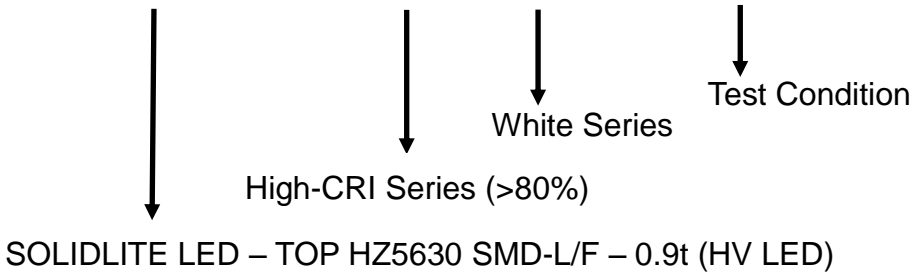 Test Condition
White Series
High-CRI Series (>80%)
SOLIDLITE LED – TOP HZ5630 SMD-L/F – 0.9t (HV LED)